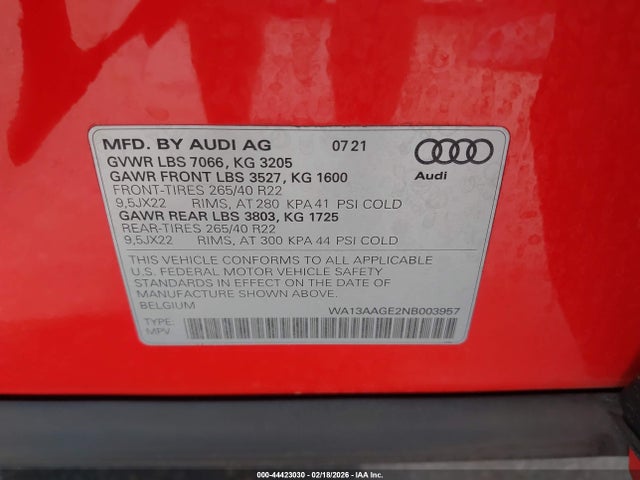 MFD. BY AUDI AG 07 21
GVWR LBS 7066, KG 3205
GAWR FRONT LBS 3527, KG 1600
FRONT-TIRES 265/40 R22
9,5JX22 RIMS, AT 280 KPA 41 PSI COLD
GAWR REAR LBS 3803, KG 1725
REAR-TIRES 265/40 R22
9,5JX22 RIMS, AT 300 KPA 44 PSI COLD
Audi
THIS VEHICLE CONFORMS TO ALL APPLICABLE
U.S. FEDERAL MOTOR VEHICLE SAFETY
STANDARDS IN EFFECT ON THE DATE OF
MANUFACTURE SHOWN ABOVE.
BELGIUM
WA13AAGE2NB003957
TYPE:
MPV
000-44423030 - 02/18/2026 - IAA Inc.